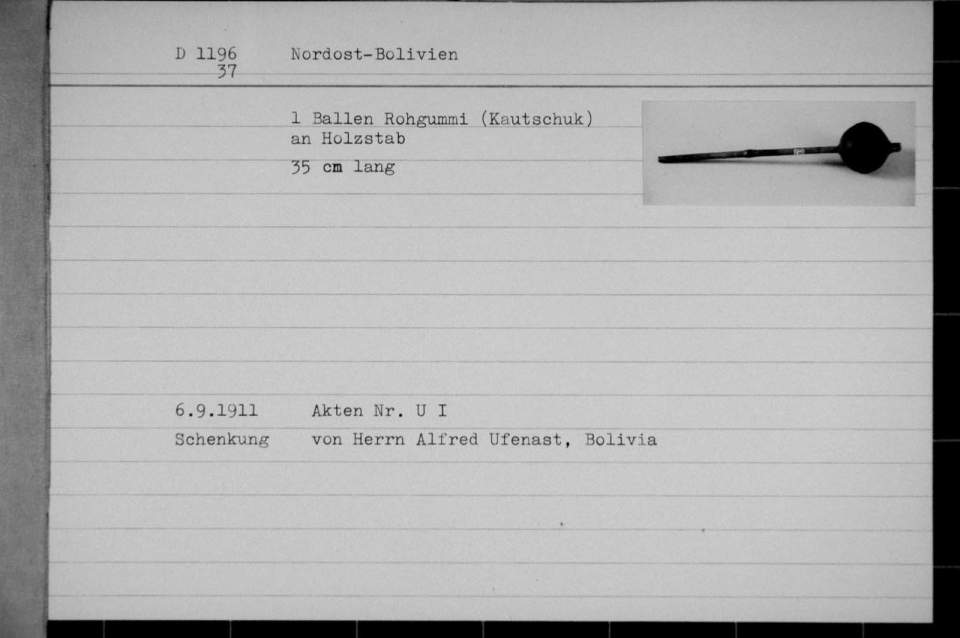 D 1196 Nordost-Bolivien
37
1 Ballen Rohgummi (Kautschuk)
an Holzstab
35 cm lang
6.9.1911 Akten Nr. U I
Schenkung von Herrn Alfred Ufenast, Bolivia